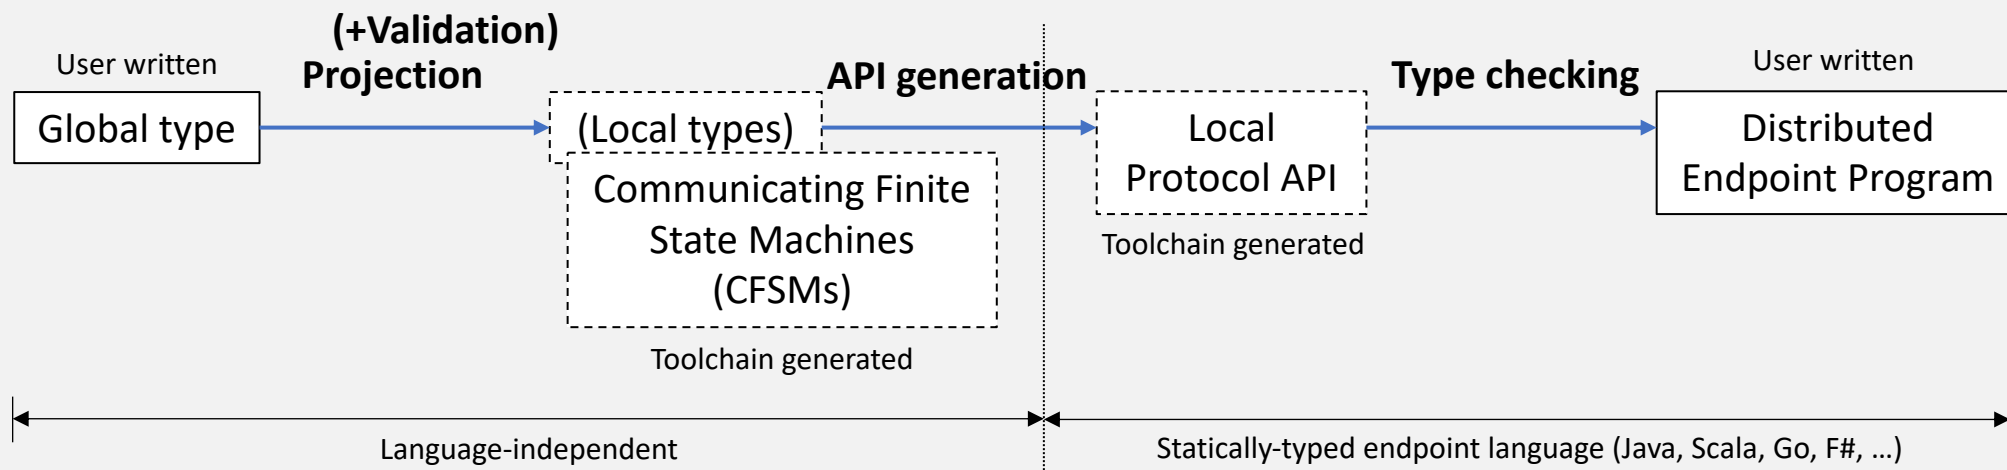 (+Validation)
Projection
User written
Global type
(Local types)
Communicating Finite
State Machines
(CFSMs)
Toolchain generated
API generation
Local
Protocol API
Toolchain generated
Type checking
User written
Distributed
Endpoint Program
Language-independent
Statically-typed endpoint language (Java, Scala, Go, F#, …)